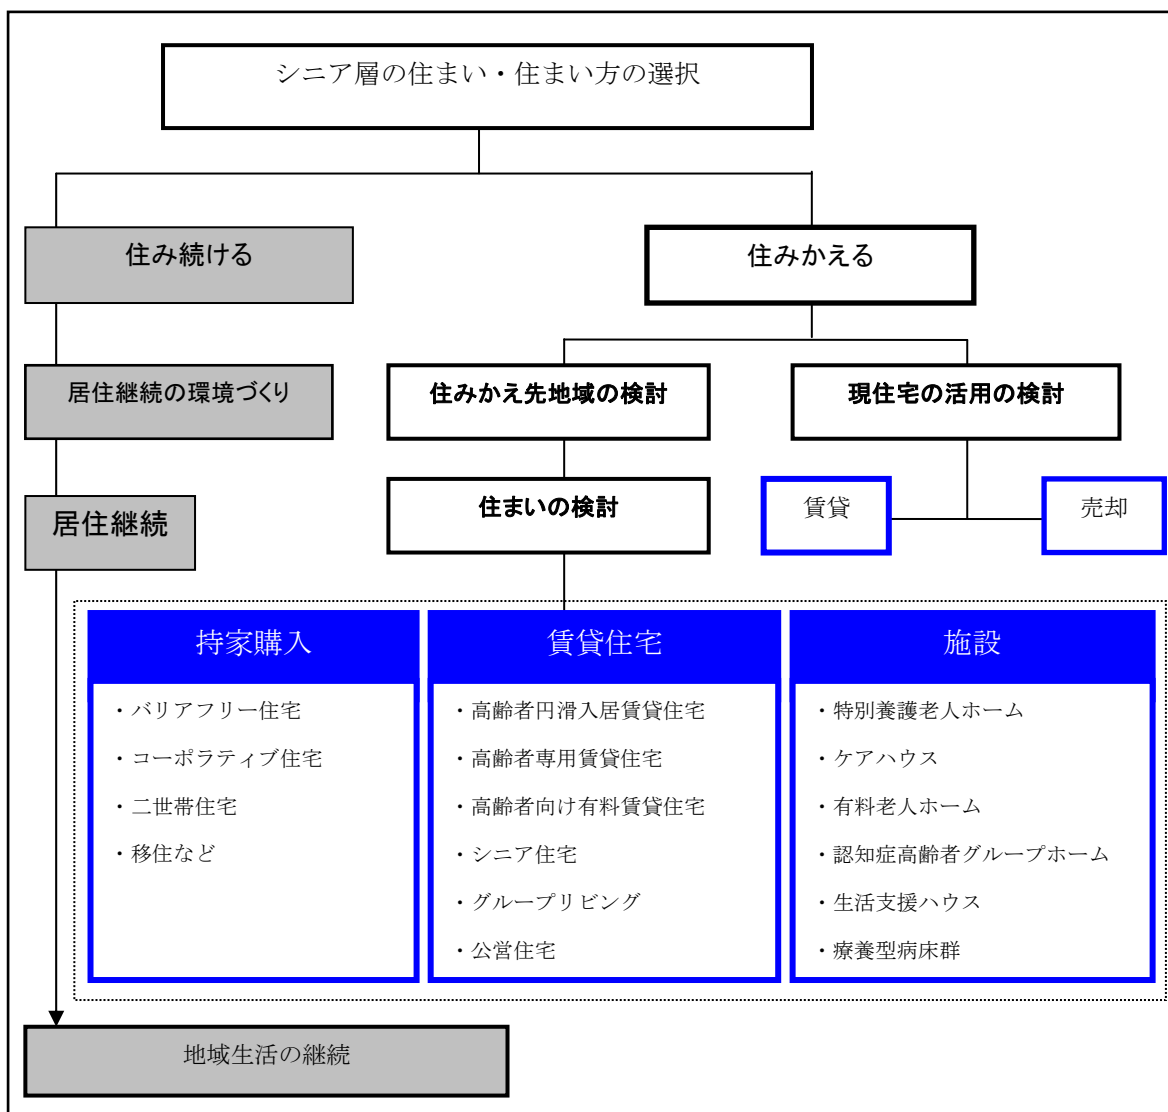 シニア層の住まい・住まい方の選択
住み続ける
住みかえる
居住継続の環境づくり
住みかえ先地域の検討
現住宅の活用の検討
居住継続
住まいの検討
賃貸
売却
持家購入
・バリアフリー住宅
・コーポラティブ住宅
・二世帯住宅
・移住など
賃貸住宅
・高齢者円滑入居賃貸住宅
・高齢者専用賃貸住宅
・高齢者向け有料賃貸住宅
・シニア住宅
・グループリビング
・公営住宅
施設
・特別養護老人ホーム
・ケアハウス
・有料老人ホーム
・認知症高齢者グループホーム
・生活支援ハウス
・療養型病床群
地域生活の継続